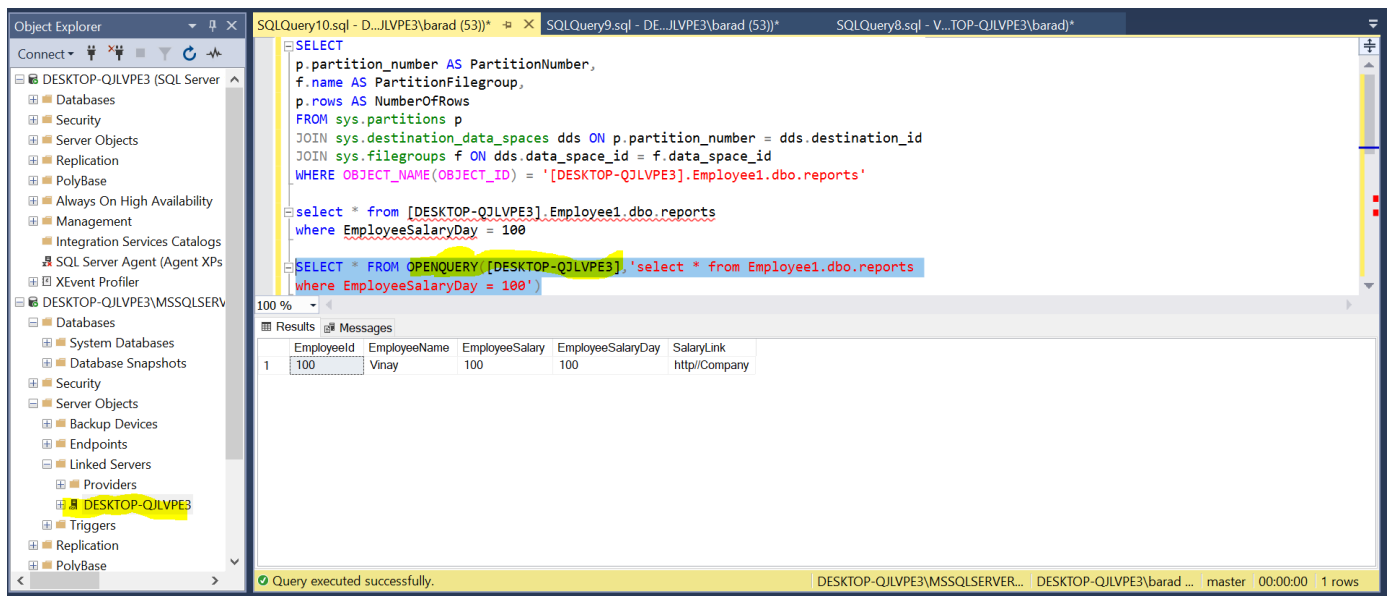 Object Explorer
Connect
DESKTOP-QJLVPE3 (SQL Server
Databases
Security
Server Objects
Replication
PolyBase
Always On High Availability
Management
Integration Services Catalogs
SQL Server Agent (Agent XPs
XEvent Profiler
DESKTOP-QJLVPE3\MSSQLSERV
Databases
System Databases
Database Snapshots
Security
Server Objects
Backup Devices
Endpoints
Linked Servers
Providers
DESKTOP-QJLVPE3
Triggers
Replication
PolyBase
SQLQuery10.sql - D...JLVPE3\barad (53))* SQLQuery9.sql - DE...JLVPE3\barad (53))* SQLQuery8.sql - V...TOP-QJLVPE3\barad)*
SELECT
p.partition_number AS PartitionNumber,
f.name AS PartitionFilegroup,
p.rows AS NumberOfRows
FROM sys.partitions p
JOIN sys.destination_data_spaces dds ON p.partition_number = dds.destination_id
JOIN sys.filegroups f ON dds.data_space_id = f.data_space_id
WHERE OBJECT_NAME(OBJECT_ID) = '[DESKTOP-QJLVPE3].Employee1.dbo.reports'
select * from [DESKTOP-QJLVPE3].Employee1.dbo.reports
where EmployeeSalaryDay = 100
SELECT * FROM OPENQUERY([DESKTOP-QJLVPE3],'select * from Employee1.dbo.reports
where EmployeeSalaryDay = 100')
100 %
Results Messages
EmployeeId EmployeeName EmployeeSalary EmployeeSalaryDay SalaryLink
1 100 Vinay 100 100 http//Company
Query executed successfully. DESKTOP-QJLVPE3\MSSQLSERVER... DESKTOP-QJLVPE3\barad ... master 00:00:00 1 rows